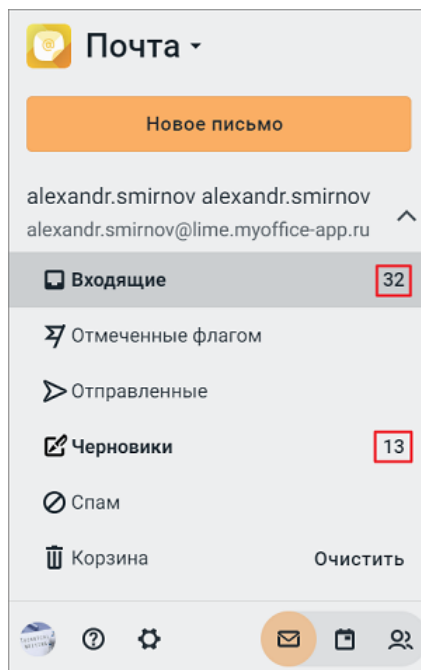 Почта
Новое письмо
alexandr.smirnov alexandr.smirnov
alexandr.smirnov@lime.myoffice-app.ru
Входящие 32
Отмеченные флагом
Отправленные
Черновики 13
Спам
Корзина Очистить